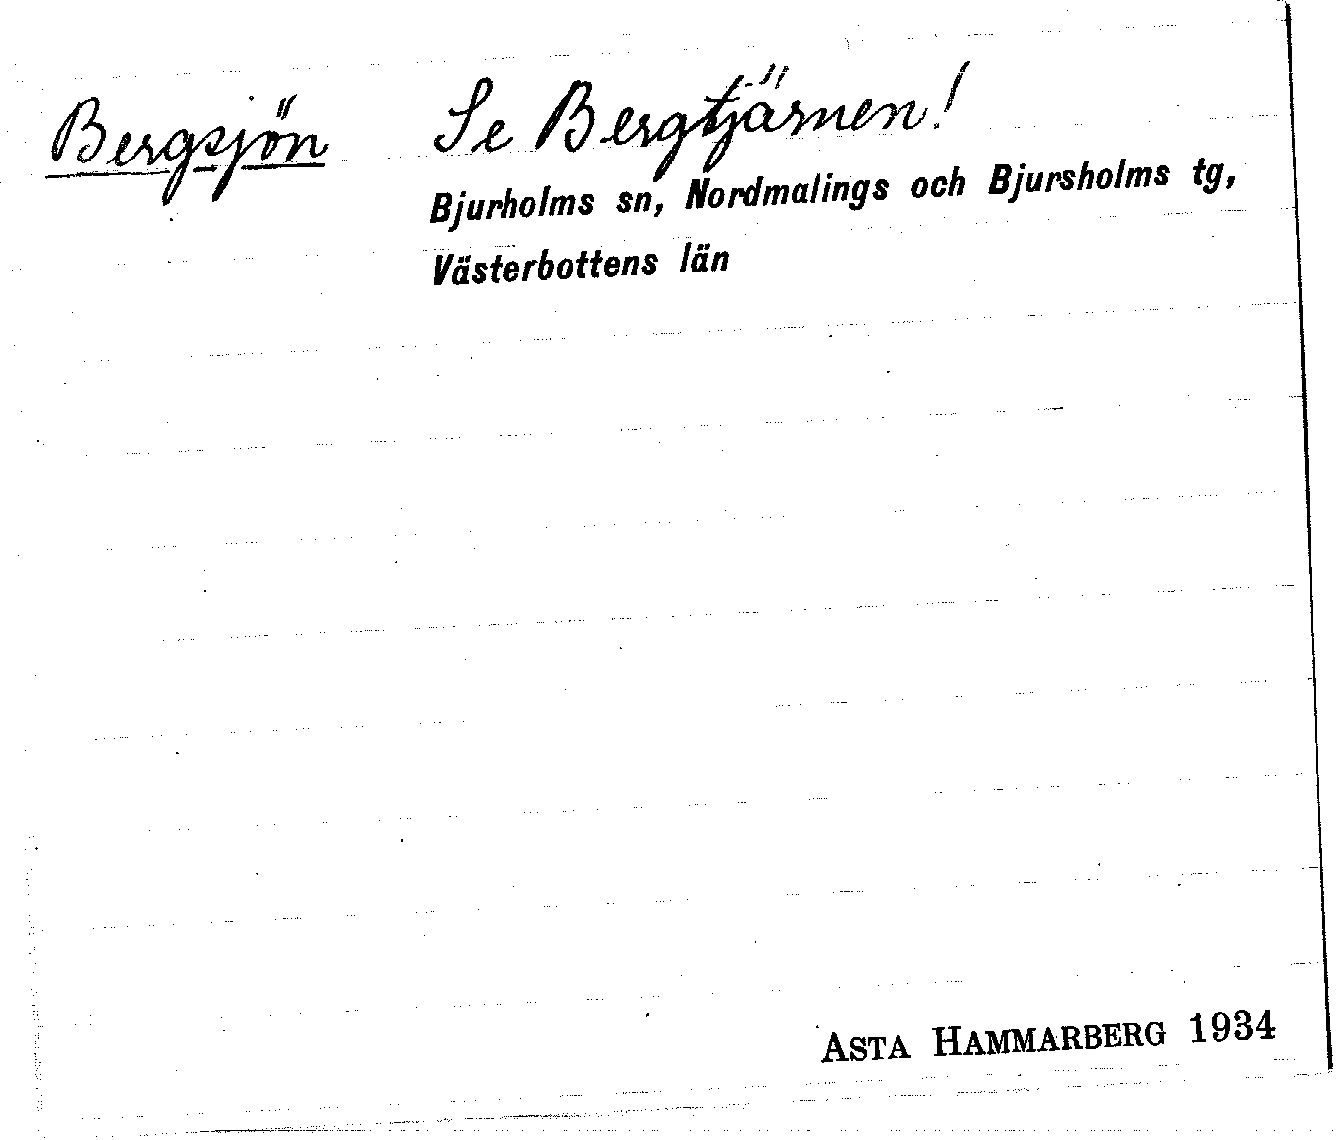 Bergsjön Se Bergtjärnen!
Bjurholms sn, Nordmalings och Bjursholms tg,
Västerbottens län
ASTA HAMMARBERG 1934